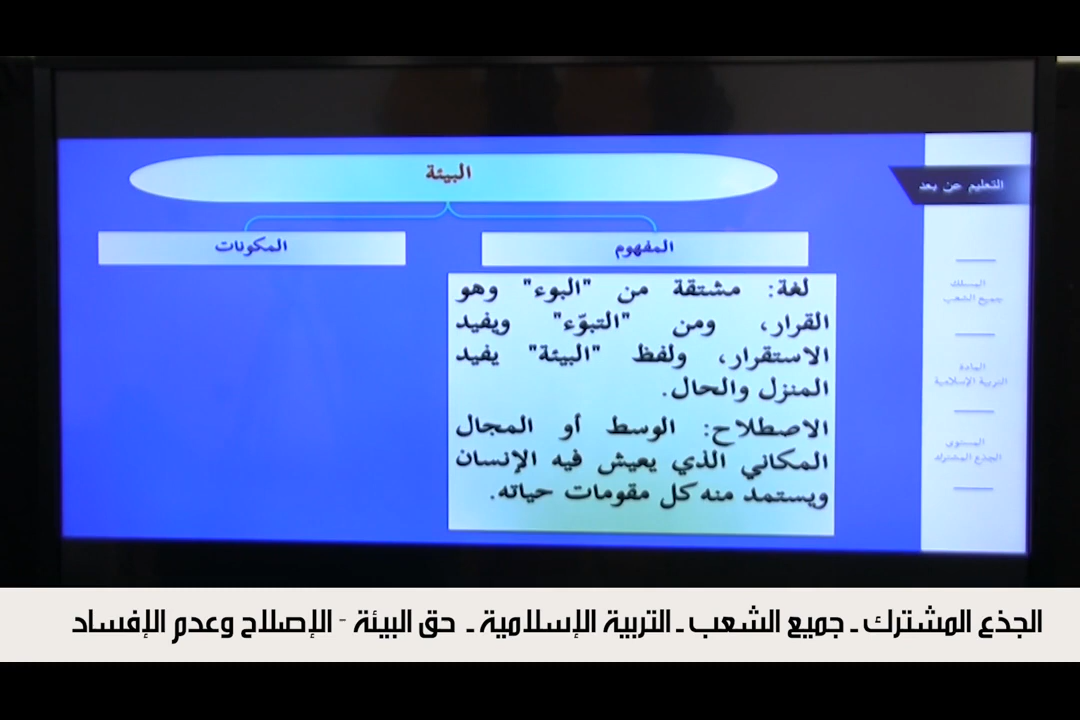 البيئة
المفهوم
المكونات
لغة: مشتقة من "البوء" وهو
القرار، ومن "التبوّء" ويفيد
الاستقرار، ولفظ "البيئة" يفيد
المنزل والحال.
الاصطلاح: الوسط أو المجال
المكاني الذي يعيش فيه الإنسان
ويستمد منه كل مقومات حياته.
التعليم عن بعد
المسلك
جميع الشعب
المادة
التربية الإسلامية
المستوى
الجذع المشترك
الجذع المشترك - جميع الشعب - التربية الإسلامية - حق البيئة - الإصلاح وعدم الإفساد